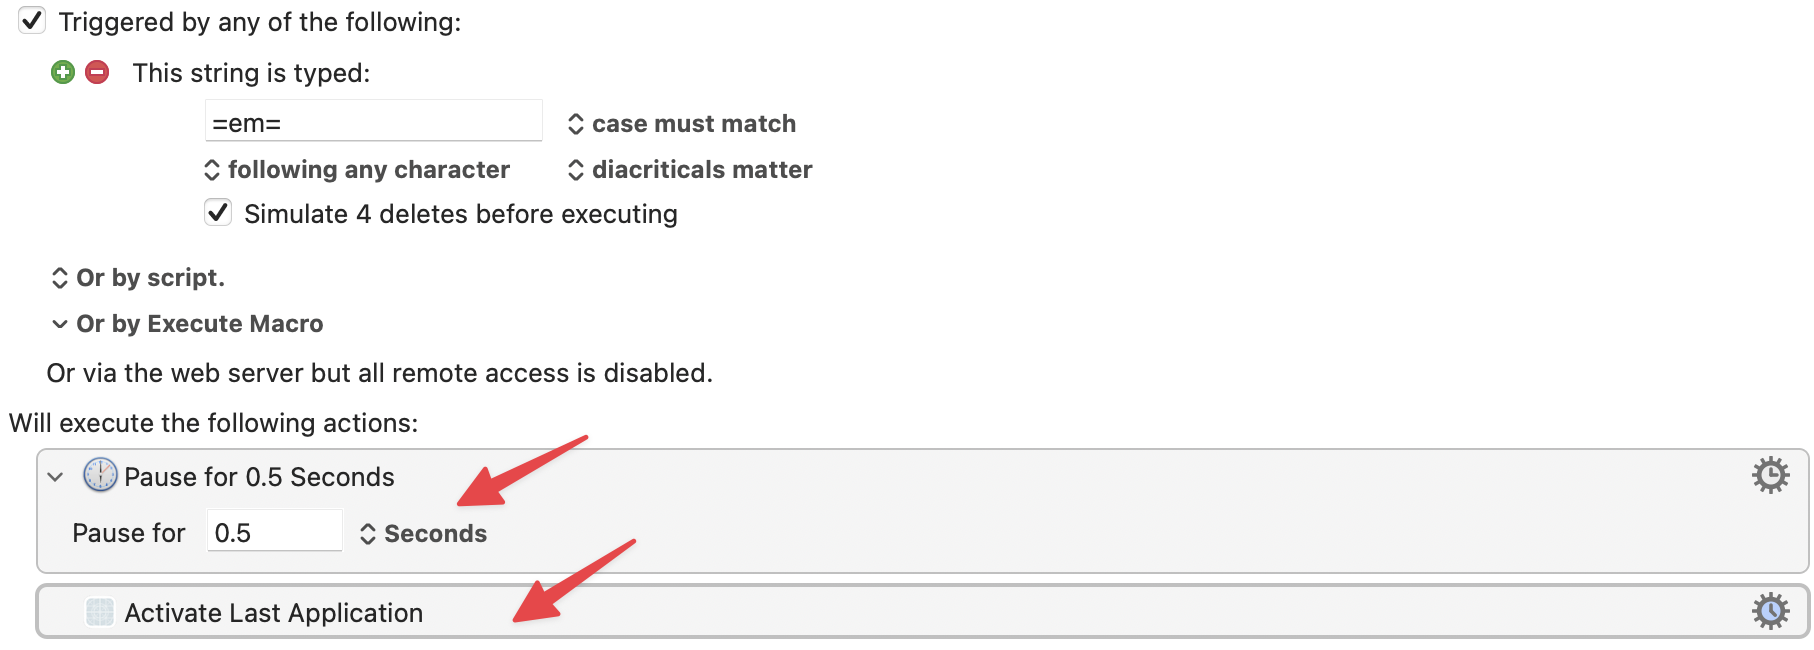 Triggered by any of the following:
This string is typed:
=em= case must match
following any character diacriticals matter
Simulate 4 deletes before executing
Or by script.
Or by Execute Macro
Or via the web server but all remote access is disabled.
Will execute the following actions:
Pause for 0.5 Seconds
Pause for 0.5 Seconds
Activate Last Application